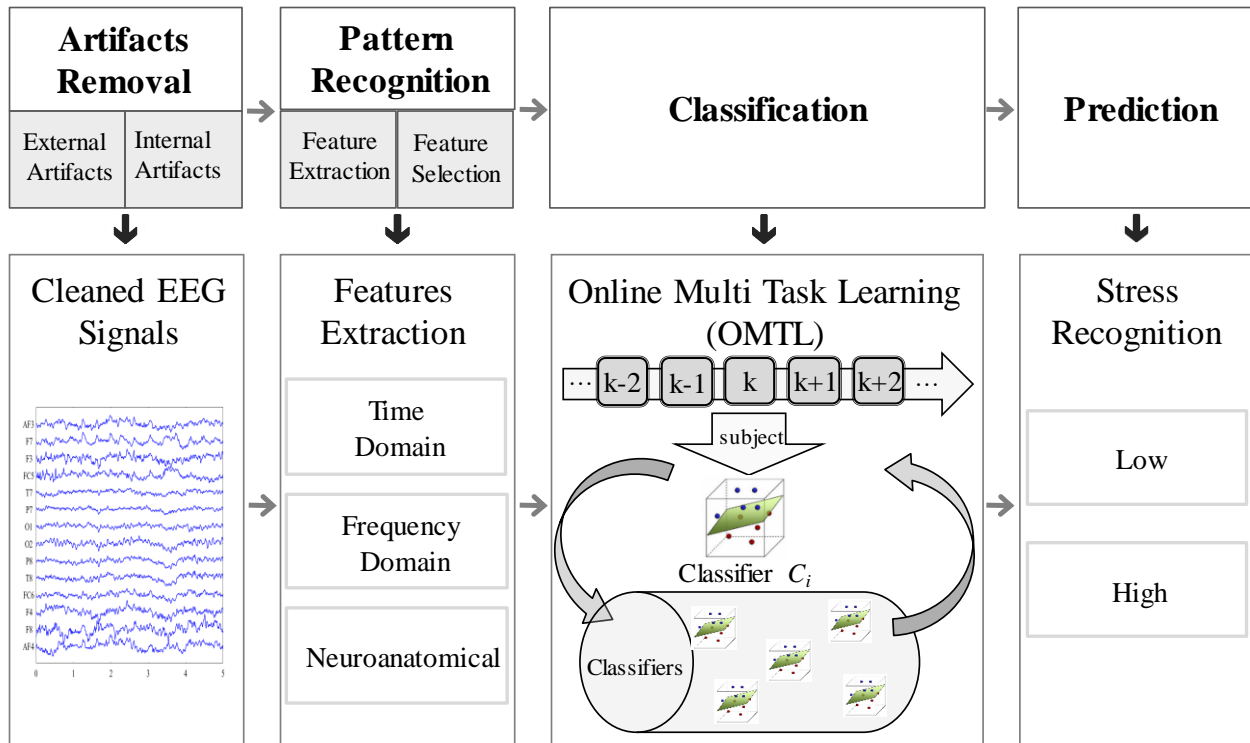 Artifacts
Removal
External
Artifacts
Internal
Artifacts
Pattern
Recognition
Feature
Extraction
Feature
Selection
Classification
Prediction
Cleaned EEG
Signals
AF3
F7
F3
FC5
T7
P7
O1
O2
P8
T8
FC6
F4
F8
AF4
0 1 2 3 4 5
Features
Extraction
Time
Domain
Frequency
Domain
Neuroanatomical
Online Multi Task Learning
(OMTL)
... k-2 k-1 k k+1 k+2 ...
subject
Classifier C_i
Classifiers
Stress
Recognition
Low
High